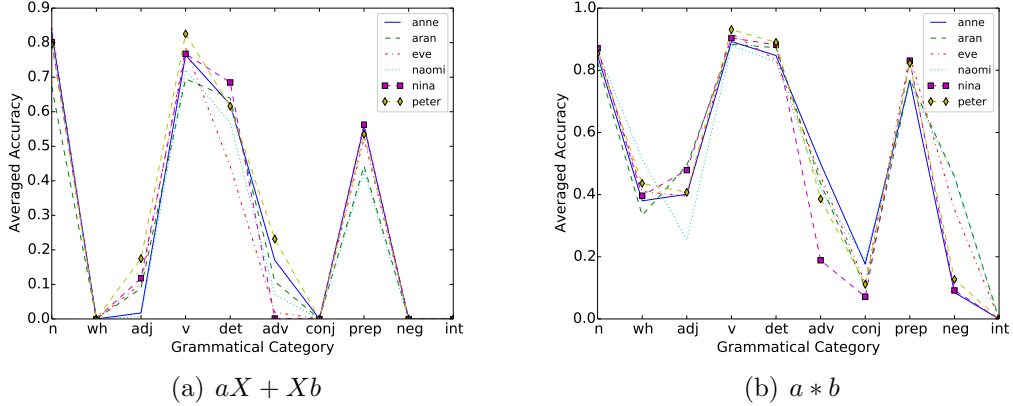 0.9
0.8
0.7
0.6
0.5
0.4
0.3
0.2
0.1
0.0
Averaged Accuracy
n wh adj v det adv conj prep neg int
Grammatical Category
anne
aran
eve
naomi
nina
peter
(a) aX + Xb
1.0
0.8
0.6
0.4
0.2
0.0
Averaged Accuracy
n wh adj v det adv conj prep neg int
Grammatical Category
anne
aran
eve
naomi
nina
peter
(b) a ∗ b